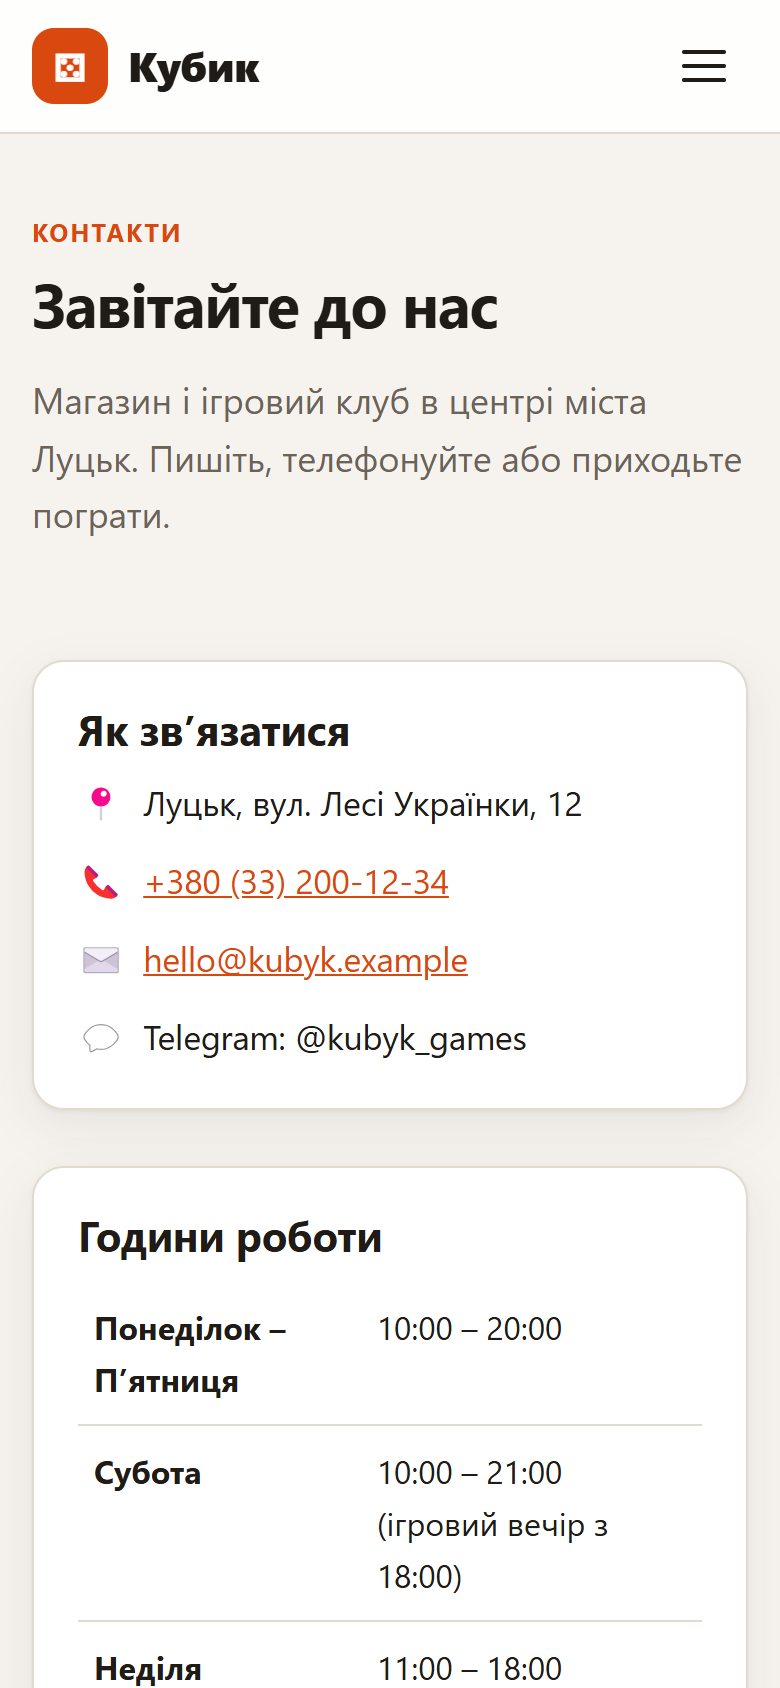 Кубик
КОНТАКТИ
Завітайте до нас
Магазин і ігровий клуб в центрі міста
Луцьк. Пишіть, телефонуйте або приходьте
пограти.
Як зв’язатися
Луцьк, вул. Лесі Українки, 12
+380 (33) 200-12-34
hello@kubyk.example
Telegram: @kubyk_games
Години роботи
Понеділок –
П’ятниця
10:00 – 20:00
Субота
10:00 – 21:00
(ігровий вечір з
18:00)
Неділя
11:00 – 18:00